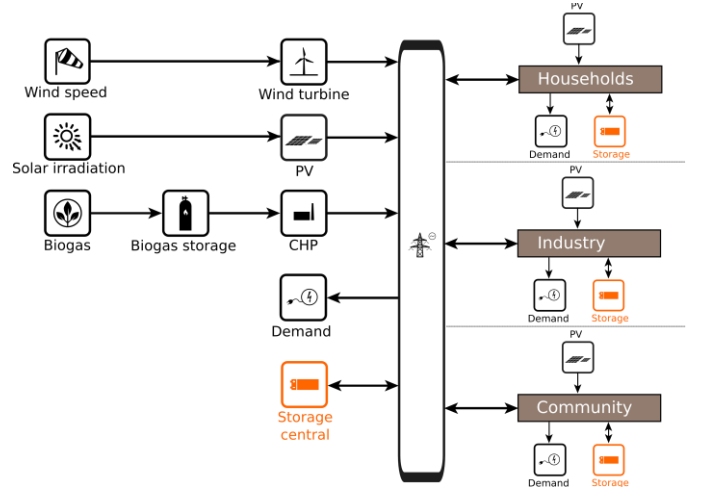 Wind speed
Wind turbine
Solar irradiation
PV
Biogas
Biogas storage
CHP
Demand
Storage
central
PV
Households
Demand
Storage
PV
Industry
Demand
Storage
PV
Community
Demand
Storage